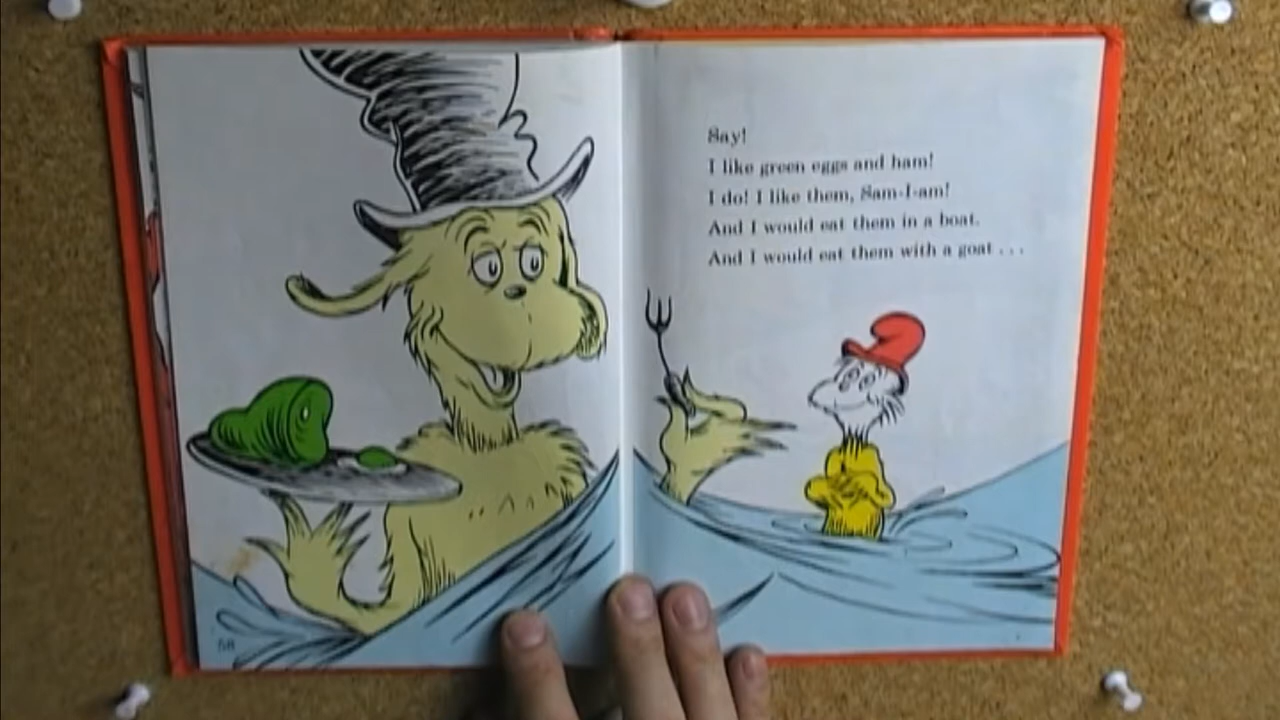 Say!
I like green eggs and ham!
I do! I like them, Sam-I-am!
And I would eat them in a boat.
And I would eat them with a goat . . .
58